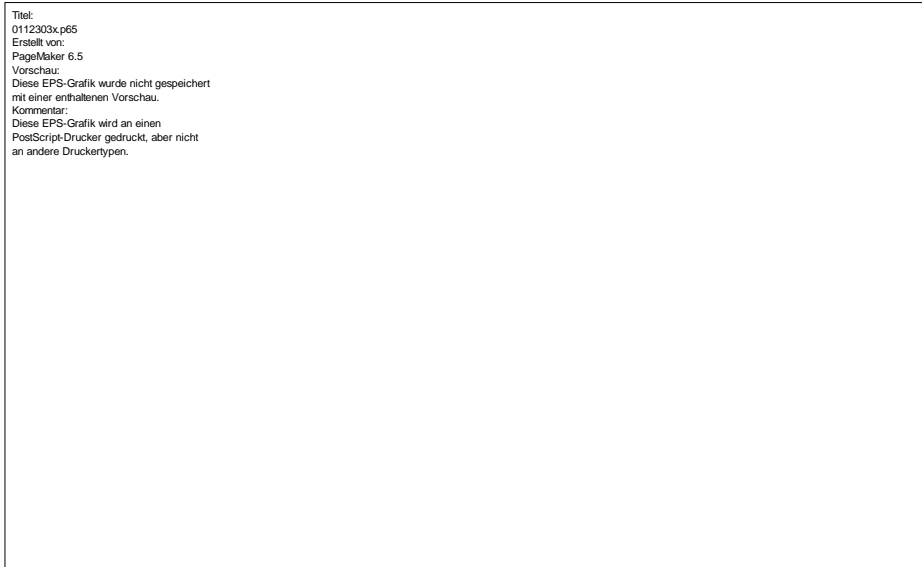 Titel:
0112303x.p65
Erstellt von:
PageMaker 6.5
Vorschau:
Diese EPS-Grafik wurde nicht gespeichert
mit einer enthaltenen Vorschau.
Kommentar:
Diese EPS-Grafik wird an einen
PostScript-Drucker gedruckt, aber nicht
an andere Druckertypen.